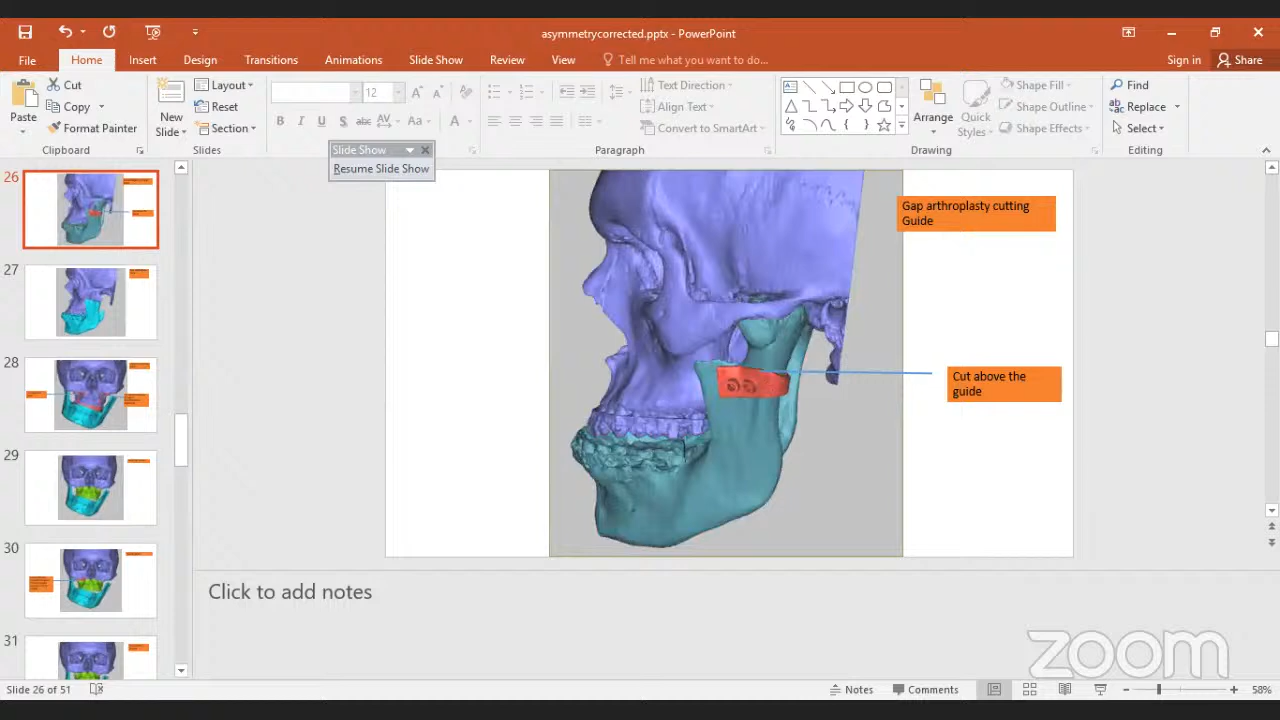 asymmetrycorrected.pptx - PowerPoint
File
Home
Insert
Design
Transitions
Animations
Slide Show
Review
View
Tell me what you want to do...
Sign in
Share
Paste
Cut
Copy
Format Painter
Clipboard
New
Slide
Layout
Reset
Section
Slides
12
B I U S abc AV Aa A
Text Direction
Align Text
Convert to SmartArt
Paragraph
Arrange
Quick
Styles
Shape Fill
Shape Outline
Shape Effects
Drawing
Find
Replace
Select
Editing
Slide Show
Resume Slide Show
26
27
28
29
30
31
Gap arthroplasty cutting
Guide
Cut above the
guide
Click to add notes
zoom
Slide 26 of 51
Notes
Comments
58%